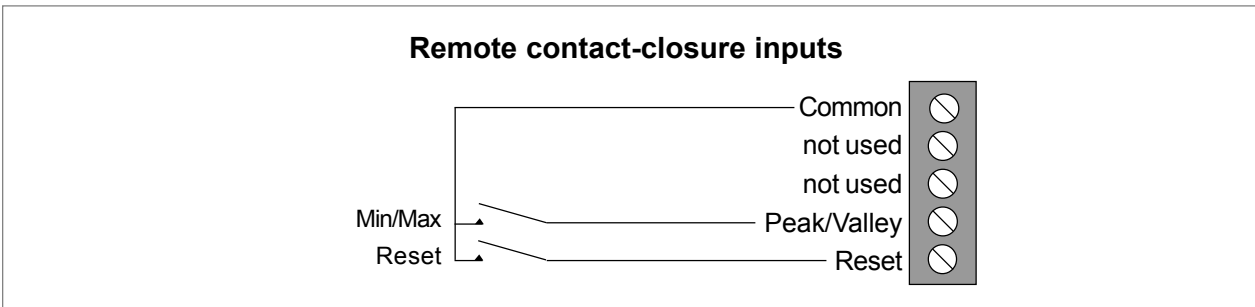 Remote contact-closure inputs
Common
not used
not used
Min/Max
Peak/Valley
Reset
Reset